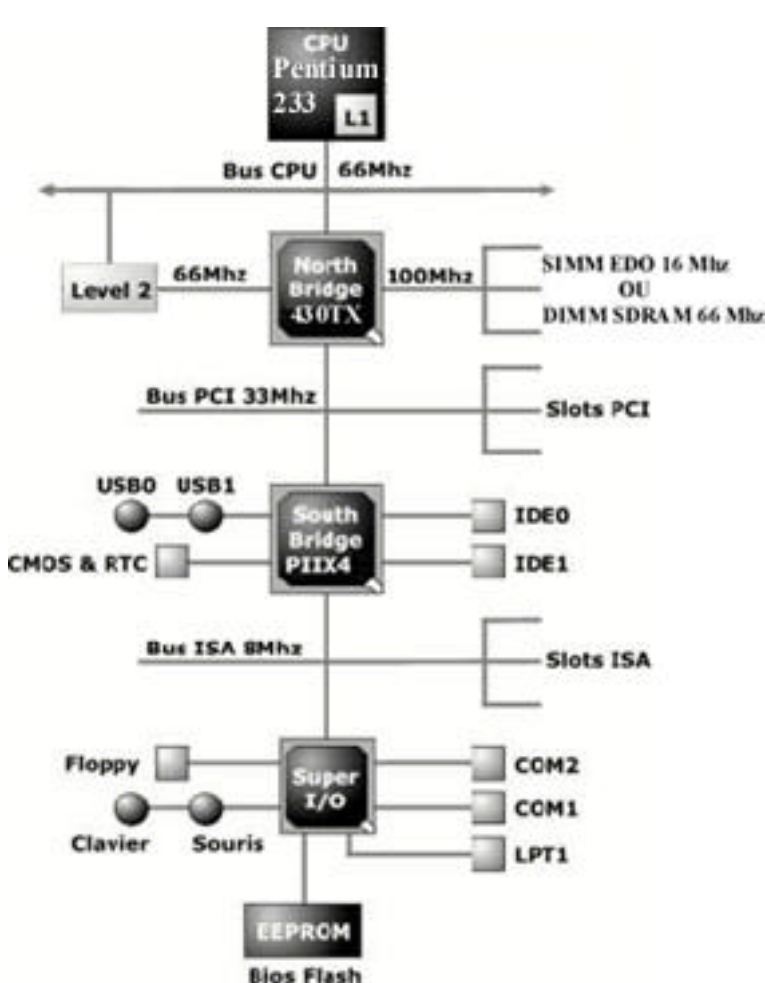 CPU
Pentium
233
L1
Bus CPU 66Mhz
Level 2
66Mhz
North
Bridge
430TX
100Mhz
SIMM EDO 16 Mhz
OU
DIMM SDRAM 66 Mhz
Bus PCI 33Mhz
Slots PCI
USB0 USB1
South
Bridge
PIIX4
IDE0
CMOS & RTC
IDE1
Bus ISA 8Mhz
Slots ISA
Floppy
Super
I/O
COM2
COM1
Clavier Souris
LPT1
EEPROM
Bios Flash